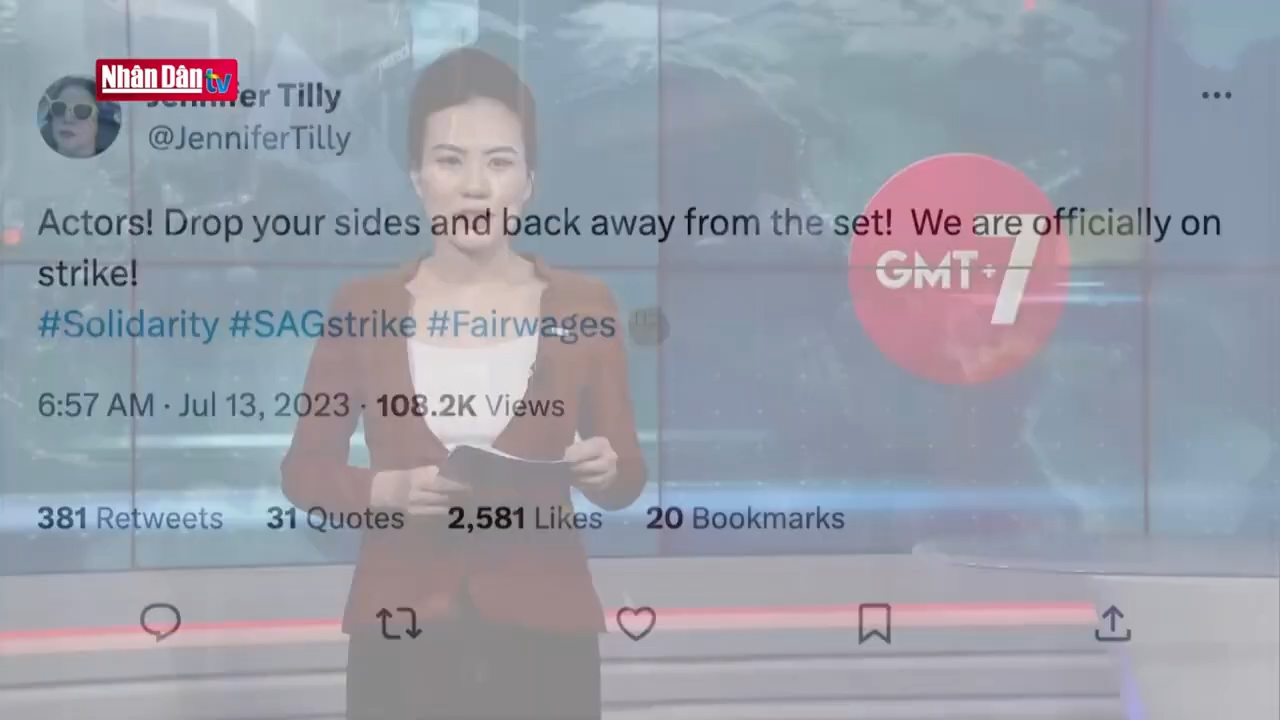 Nhân Dân tv
Jennifer Tilly
@JenniferTilly
Actors! Drop your sides and back away from the set! We are officially on
strike!
#Solidarity #SAGstrike #Fairwages
GMT+7
6:57 AM · Jul 13, 2023 · 108.2K Views
381 Retweets 31 Quotes 2,581 Likes 20 Bookmarks